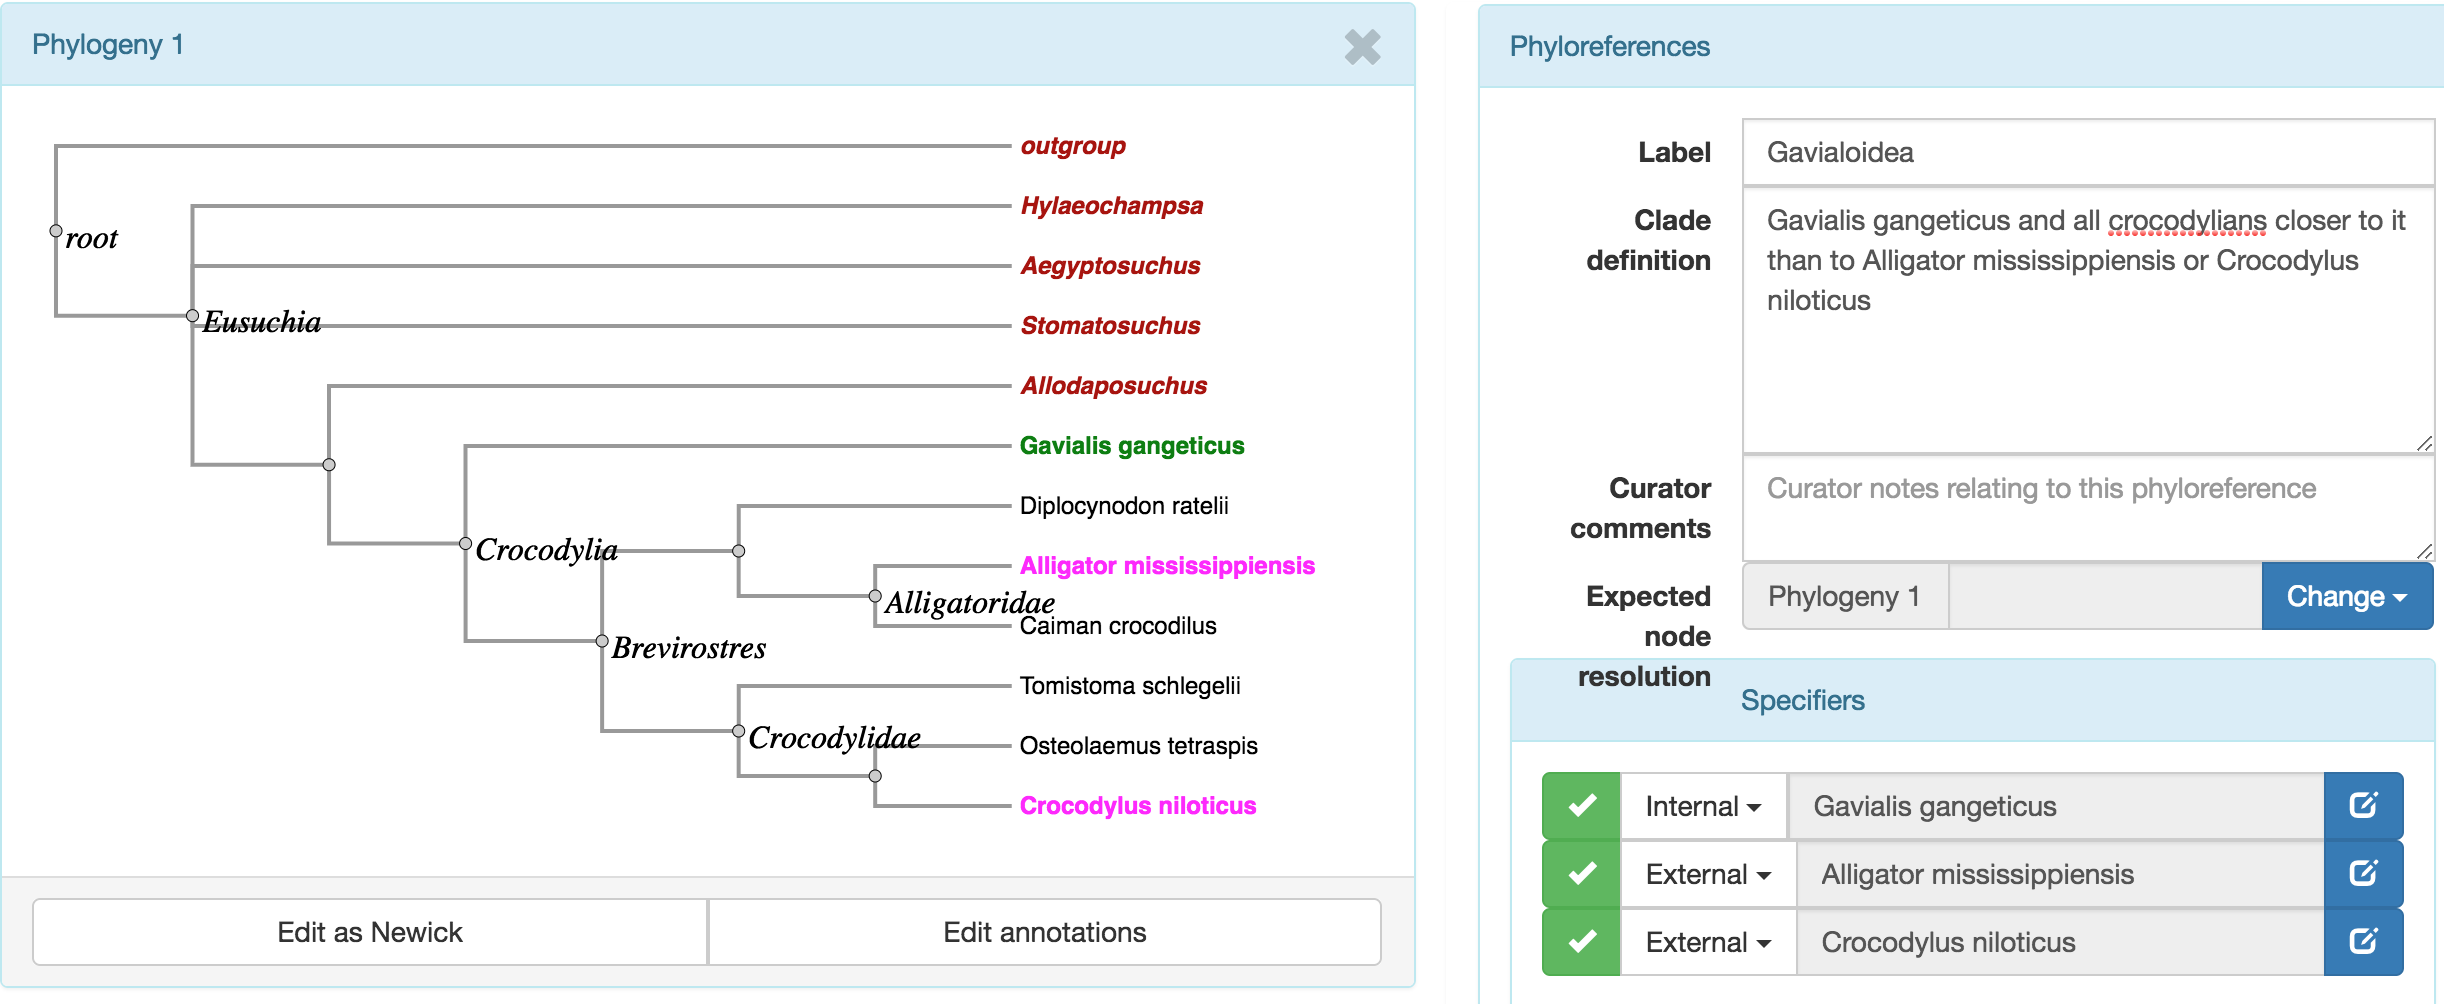 Phylogeny 1
outgroup
Hylaeochampsa
root
Aegyptosuchus
Eusuchia
Stomatosuchus
Allodaposuchus
Gavialis gangeticus
Diplocynodon ratelii
Crocodylia
Alligator mississippiensis
Alligatoridae
Caiman crocodilus
Brevirostres
Tomistoma schlegelii
Crocodylidae
Osteolaemus tetraspis
Crocodylus niloticus
Edit as Newick
Edit annotations
Phyloreferences
Label
Gavialoidea
Clade
definition
Gavialis gangeticus and all crocodylians closer to it
than to Alligator mississippiensis or Crocodylus
niloticus
Curator
comments
Curator notes relating to this phyloreference
Expected
node
resolution
Phylogeny 1
Change
Specifiers
Internal Gavialis gangeticus
External Alligator mississippiensis
External Crocodylus niloticus